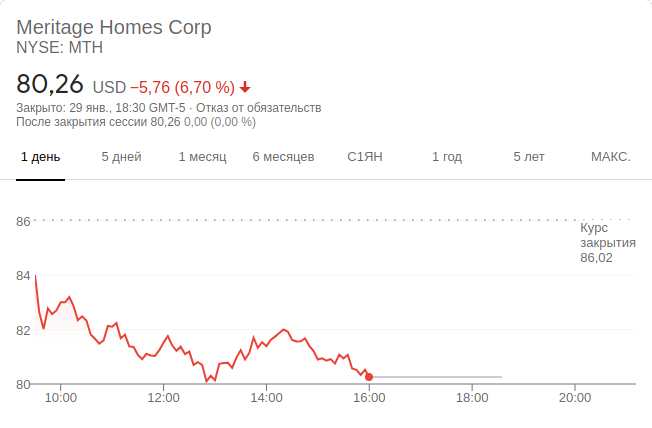 Meritage Homes Corp
NYSE: MTH
80,26 USD −5,76 (6,70 %)
Закрыто: 29 янв., 18:30 GMT-5 · Отказ от обязательств
После закрытия сессии 80,26 0,00 (0,00 %)
1 день 5 дней 1 месяц 6 месяцев С1ЯН 1 год 5 лет МАКС.
86
Курс
закрытия
86,02
84
82
80
10:00 12:00 14:00 16:00 18:00 20:00